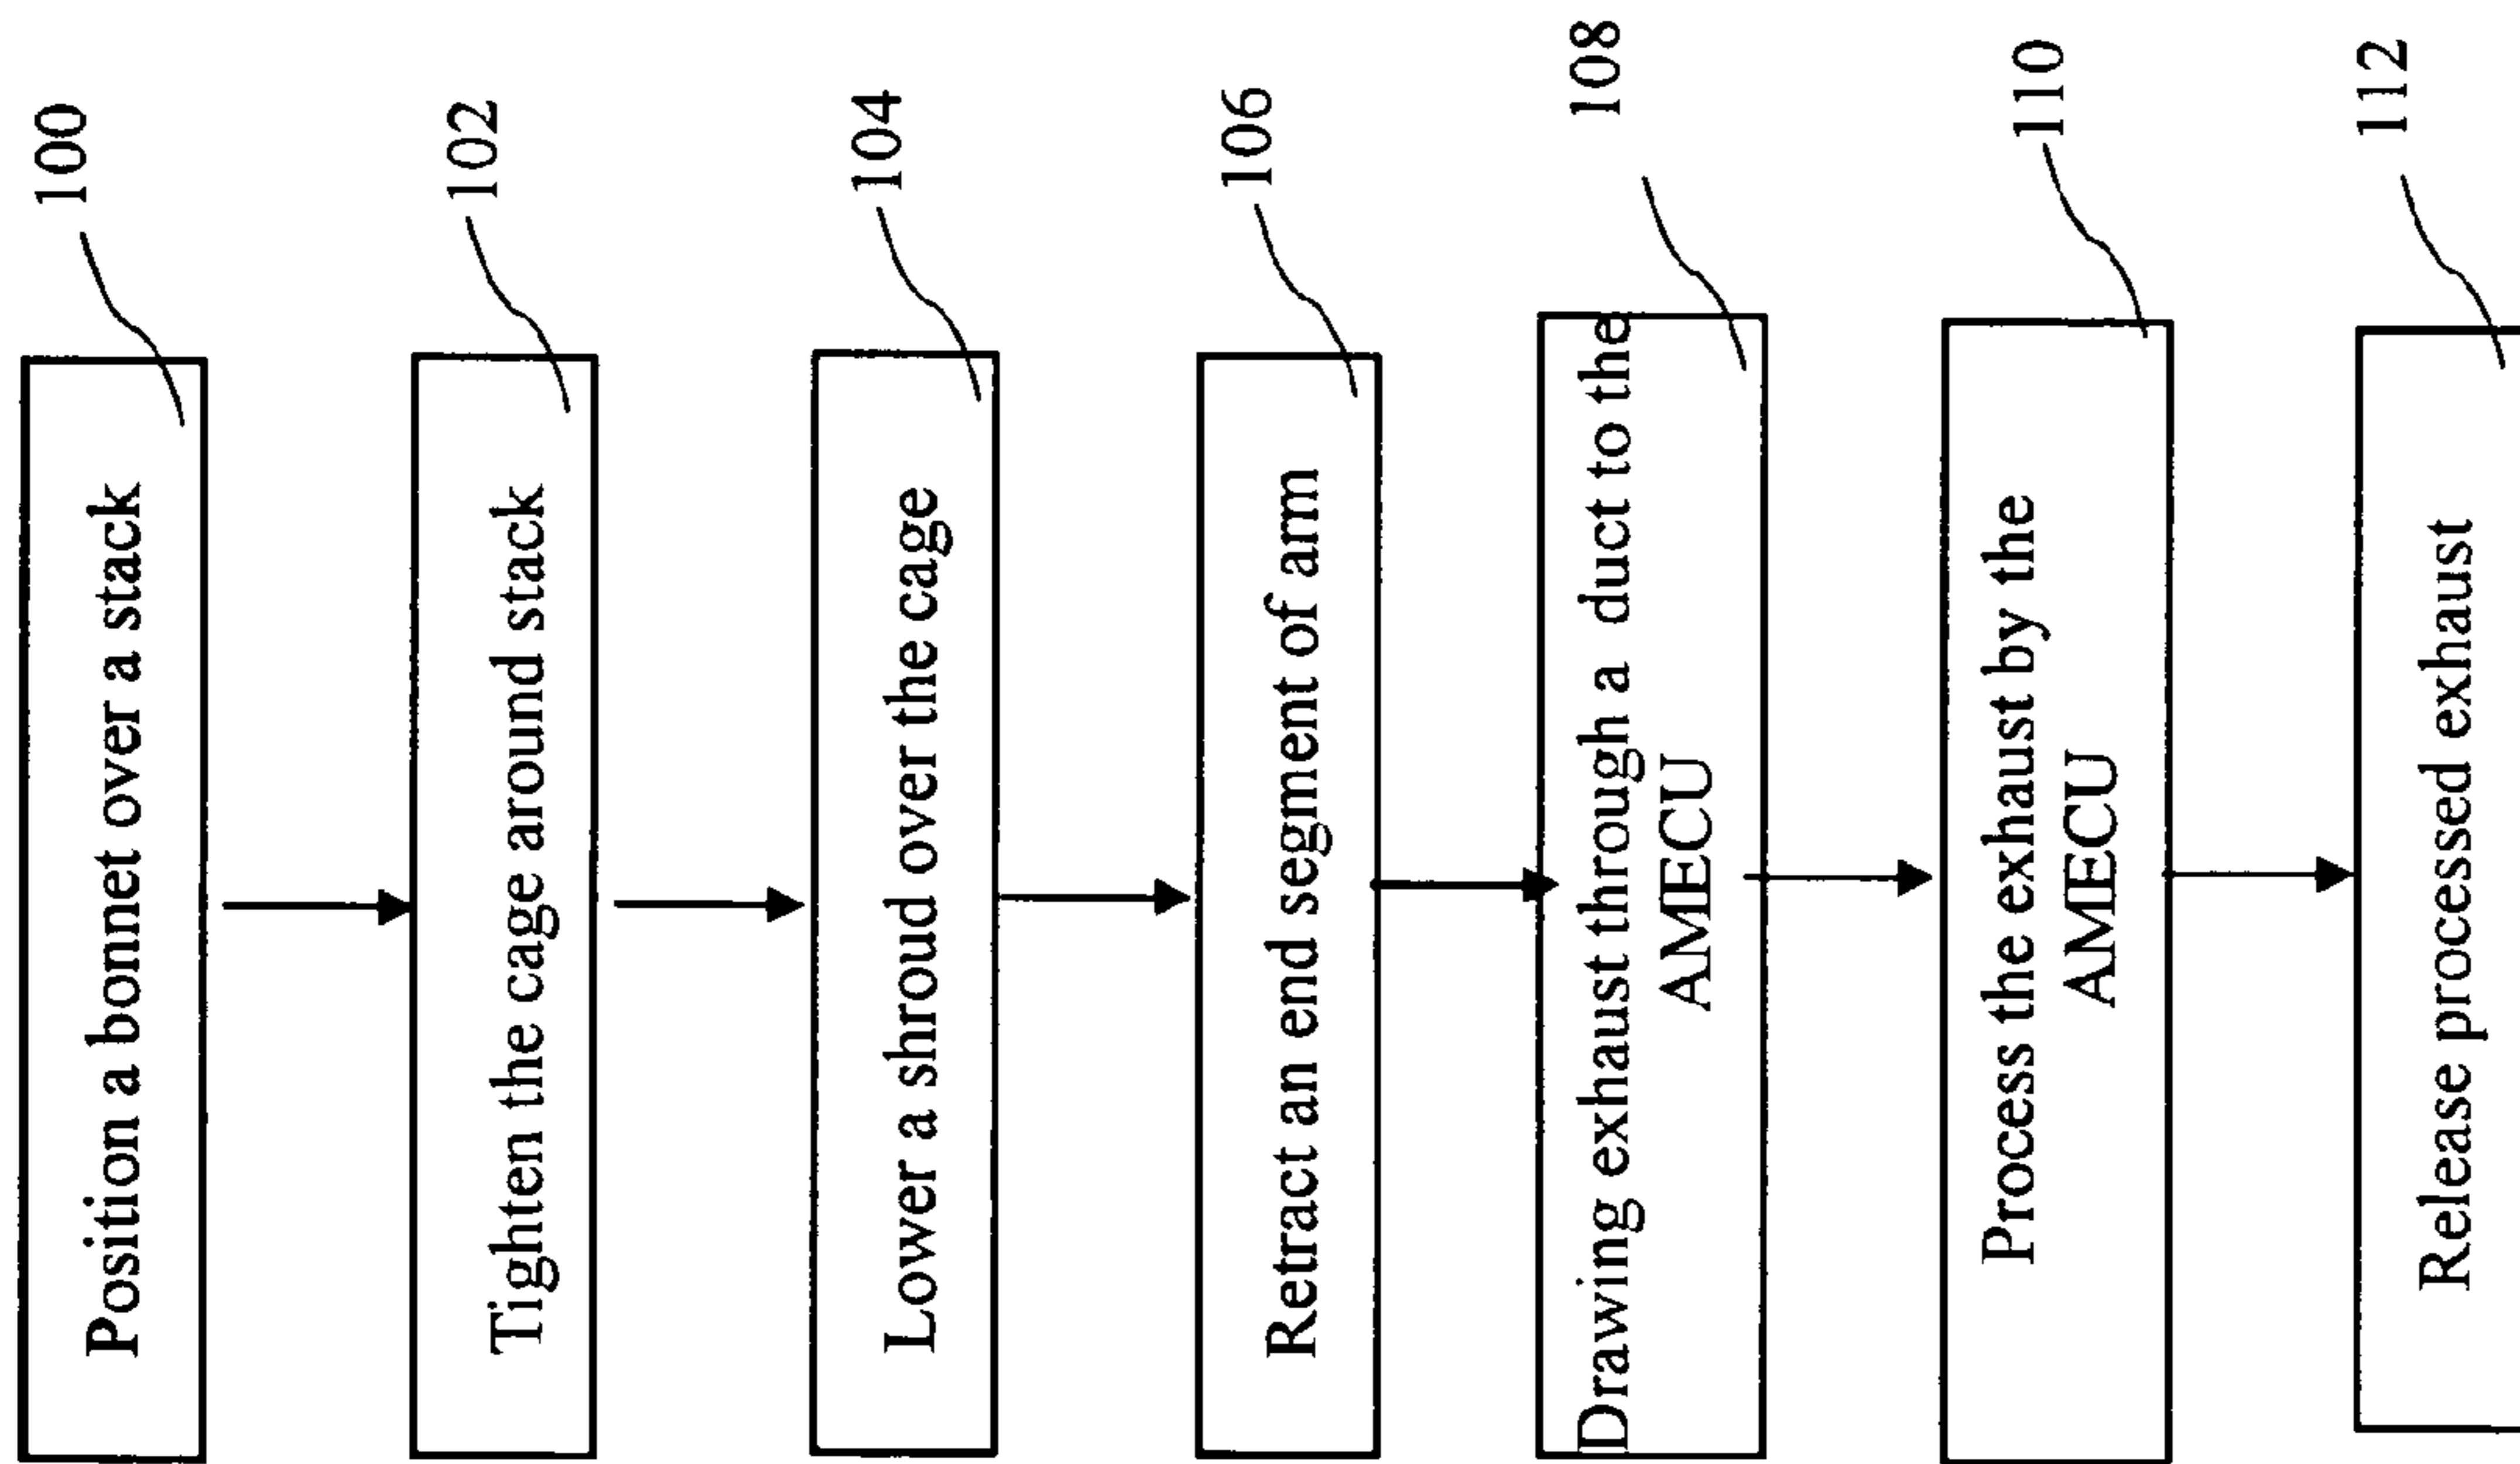 100
Position a bonnet over a stack
102
Tighten the cage around stack
104
Lower a shroud over the cage
106
Retract an end segment of arm
108
Drawing exhaust through a duct to the
AMECU
110
Process the exhaust by the
AMECU
112
Release processed exhaust